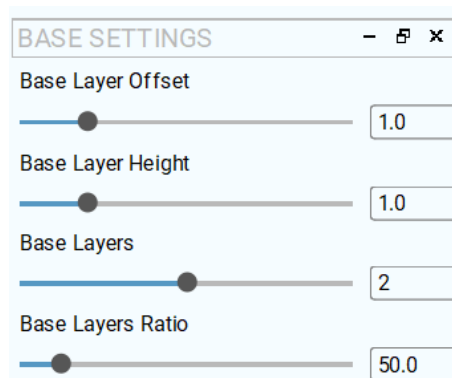 BASE SETTINGS
Base Layer Offset
1.0
Base Layer Height
1.0
Base Layers
2
Base Layers Ratio
50.0